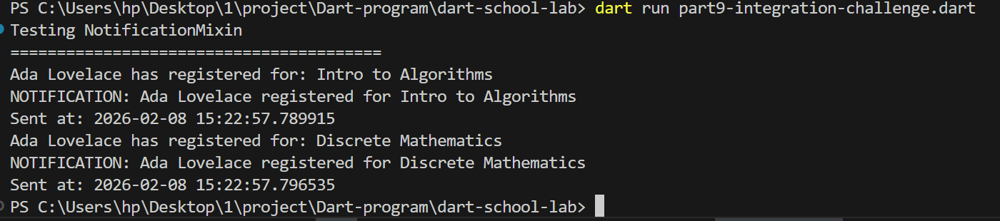 PS C:\Users\hp\Desktop\1\project\Dart-program\dart-school-lab> dart run part9-integration-challenge.dart
Testing NotificationMixin
========================================
Ada Lovelace has registered for: Intro to Algorithms
NOTIFICATION: Ada Lovelace registered for Intro to Algorithms
Sent at: 2026-02-08 15:22:57.789915
Ada Lovelace has registered for: Discrete Mathematics
NOTIFICATION: Ada Lovelace registered for Discrete Mathematics
Sent at: 2026-02-08 15:22:57.796535
PS C:\Users\hp\Desktop\1\project\Dart-program\dart-school-lab>